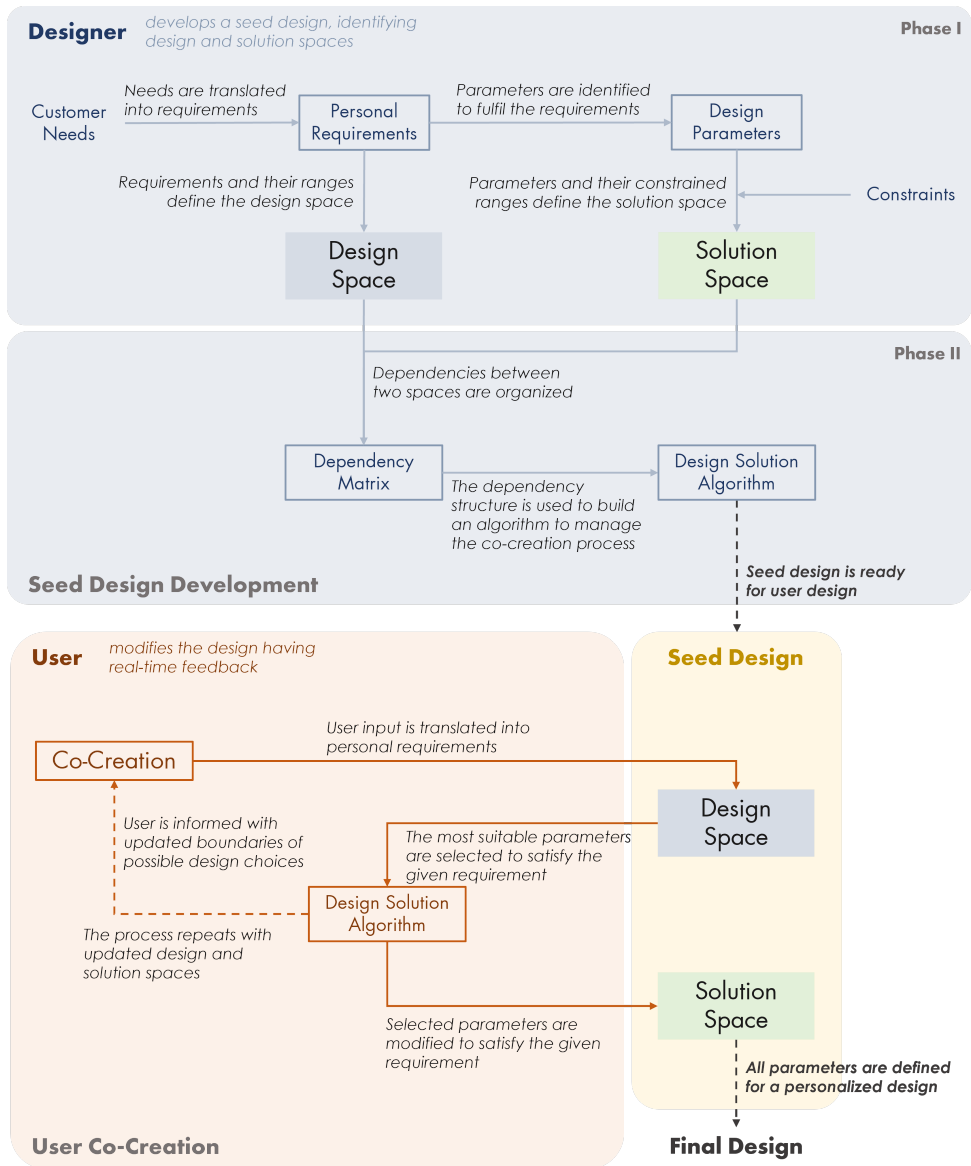 Designer
develops a seed design, identifying
design and solution spaces
Phase I
Customer
Needs
Needs are translated
into requirements
Personal
Requirements
Parameters are identified
to fulfil the requirements
Design
Parameters
Requirements and their ranges
define the design space
Parameters and their constrained
ranges define the solution space
Constraints
Design
Space
Solution
Space
Phase II
Dependencies between
two spaces are organized
Dependency
Matrix
The dependency
structure is used to build
an algorithm to manage
the co-creation process
Design Solution
Algorithm
Seed Design Development
Seed design is ready
for user design
User
modifies the design having
real-time feedback
Seed Design
Co-Creation
User input is translated into
personal requirements
Design
Space
User is informed with
updated boundaries of
possible design choices
The most suitable parameters
are selected to satisfy the
given requirement
Design Solution
Algorithm
The process repeats with
updated design and
solution spaces
Solution
Space
Selected parameters are
modified to satisfy the given
requirement
All parameters are defined
for a personalized design
User Co-Creation
Final Design